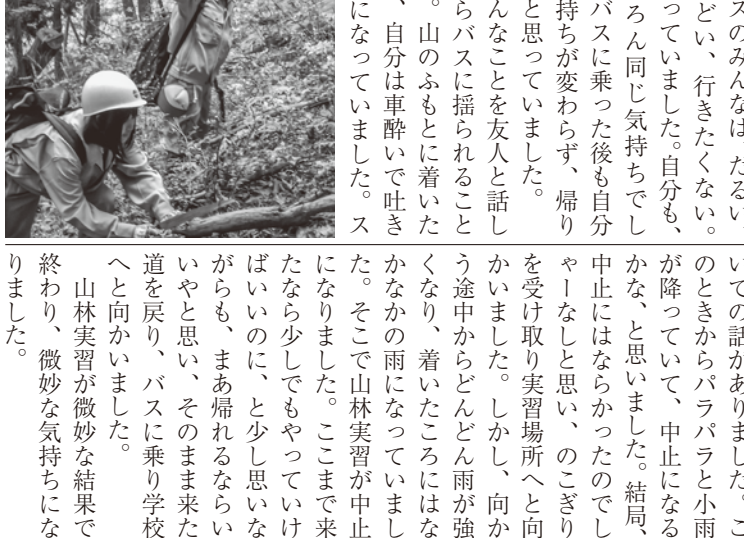 スのみんなは、だるい、
どい、行きたくない。
っていました。自分も、
ろん同じ気持ちでし
バスに乗った後も自分
持ちが変わらず、帰り
と思っていました。
んなことを友人と話し
らバスに揺られること
。山のふもとに着いた
、自分は車酔いで吐き
になっていました。ス
いての話がありました。こ
のときからパラパラと小雨
が降っていて、中止になる
かな、と思いました。結局、
中止にはならかったのでし
ゃーなしと思い、のこぎり
を受け取り実習場所へと向
かいました。しかし、向か
う途中からどんどん雨が強
くなり、着いたころにはな
かなかの雨になっていまし
た。そこで山林実習が中止
になりました。ここまで来
たなら少しでもやっていけ
ばいいのに、と少し思いな
がらも、まあ帰れるならい
いやと思い、そのまま来た
道を戻り、バスに乗り学校
へと向かいました。
山林実習が微妙な結果で
終わり、微妙な気持ちにな
りました。